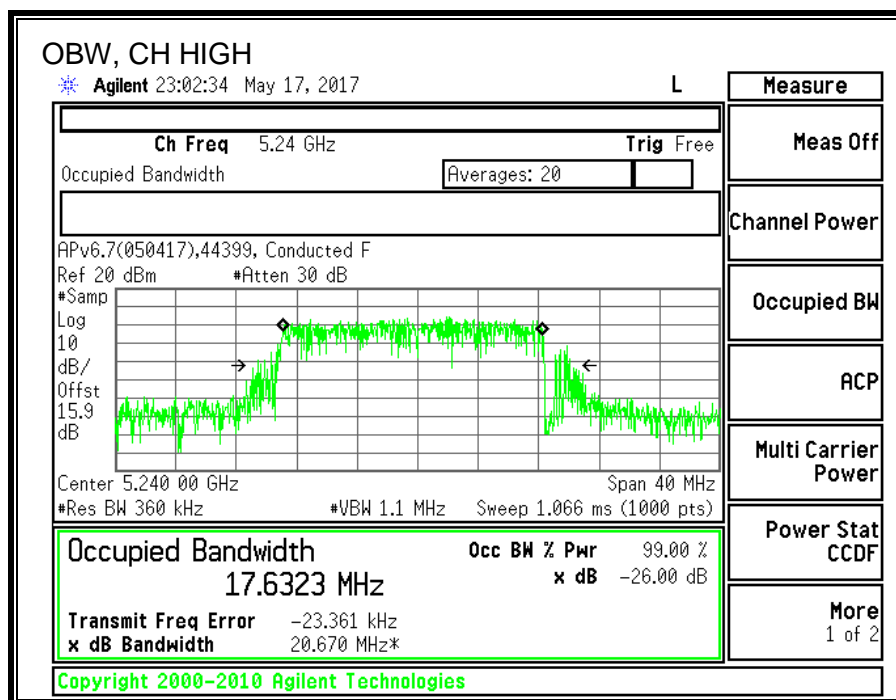 OBW, CH HIGH
Agilent 23:02:34 May 17, 2017 L
Measure
Ch Freq 5.24 GHz Trig Free
Meas Off
Occupied Bandwidth Averages: 20
Channel Power
APv6.7(050417),44399, Conducted F
Ref 20 dBm #Atten 30 dB
#Samp
Log
10
dB/
Offst
15.9
dB
Occupied BW
ACP
Multi Carrier
Power
Center 5.240 00 GHz Span 40 MHz
#Res BW 360 kHz #VBW 1.1 MHz Sweep 1.066 ms (1000 pts)
Power Stat
CCDF
Occupied Bandwidth Occ BW % Pwr 99.00 %
17.6323 MHz x dB -26.00 dB
Transmit Freq Error -23.361 kHz
x dB Bandwidth 20.670 MHz*
More
1 of 2
Copyright 2000-2010 Agilent Technologies